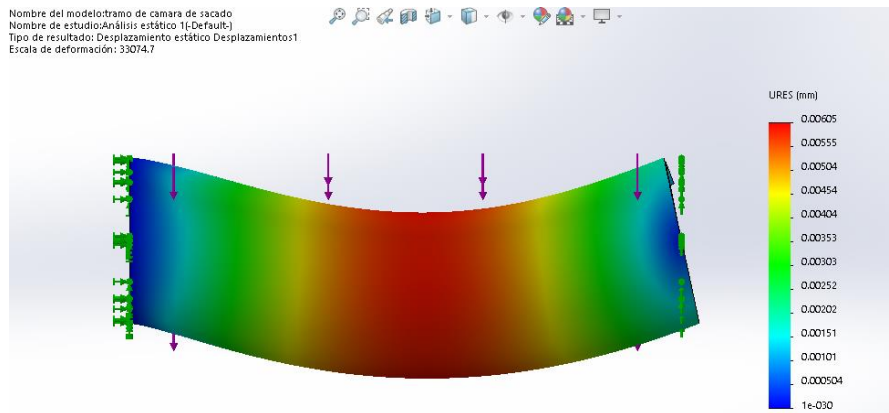 Nombre del modelo:tramo de camara de sacado
Nombre de estudio:Análisis estático 1(-Default-)
Tipo de resultado: Desplazamiento estático Desplazamientos1
Escala de deformación: 33074.7
URES (mm)
0.00605
0.00555
0.00504
0.00454
0.00404
0.00353
0.00303
0.00252
0.00202
0.00151
0.00101
0.000504
1e-030